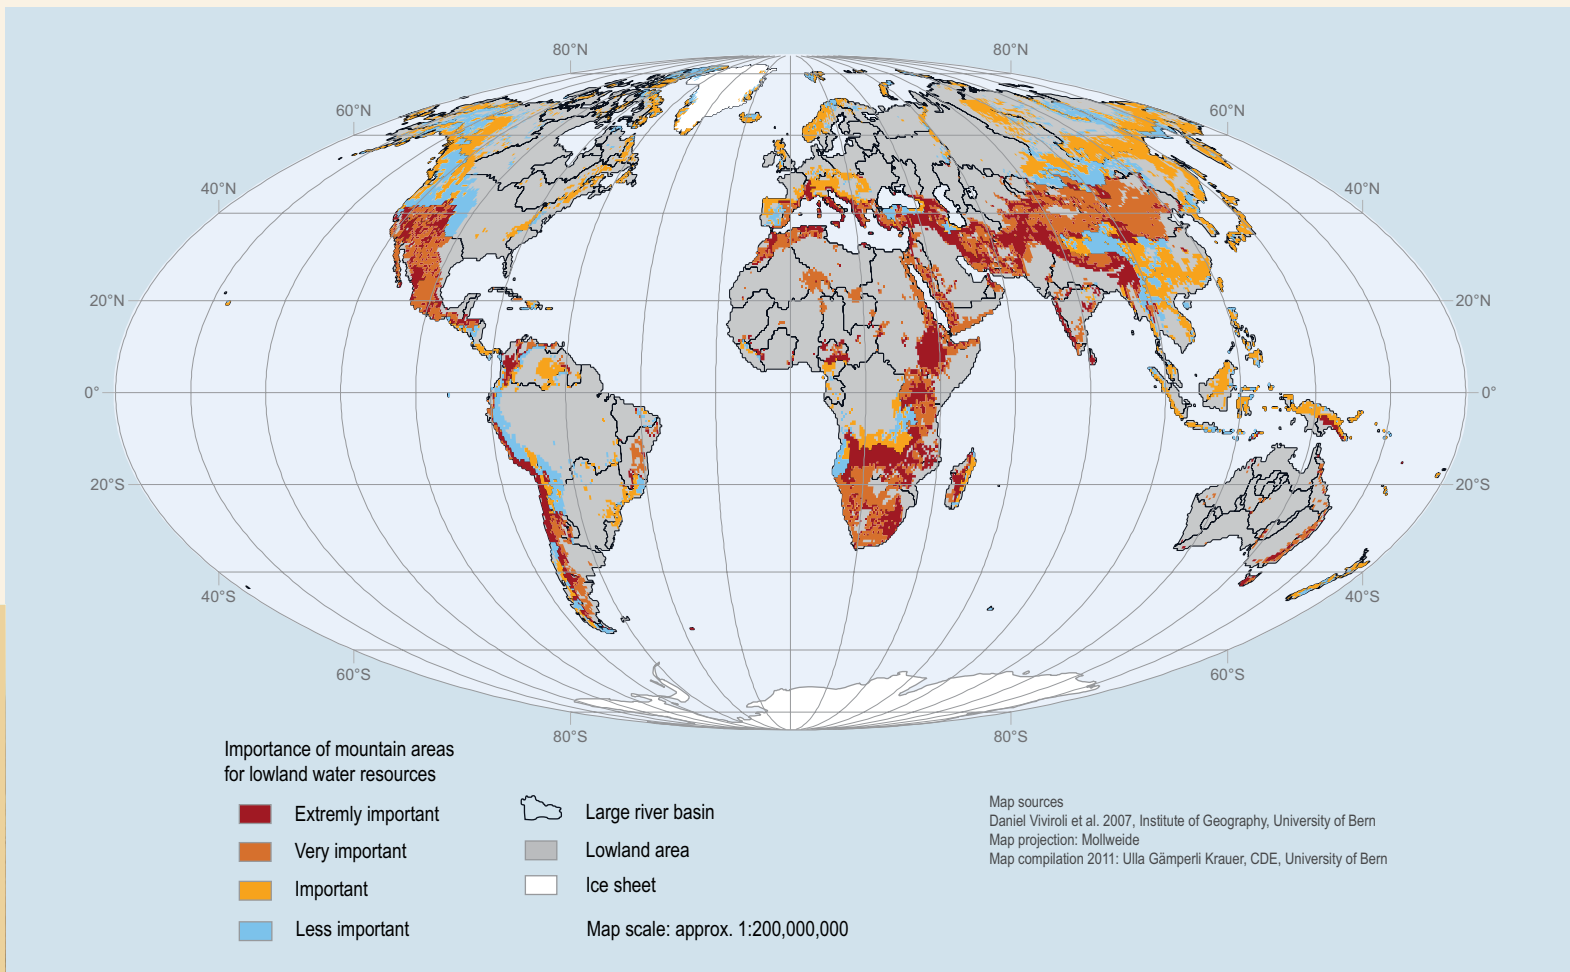 80°N
80°N
60°N
60°N
40°N
40°N
20°N
20°N
0°
0°
20°S
20°S
40°S
40°S
60°S
60°S
80°S
80°S
Importance of mountain areas
for lowland water resources
Extremly important
Very important
Important
Less important
Large river basin
Lowland area
Ice sheet
Map scale: approx. 1:200,000,000
Map sources
Daniel Viviroli et al. 2007, Institute of Geography, University of Bern
Map projection: Mollweide
Map compilation 2011: Ulla Gämperli Krauer, CDE, University of Bern